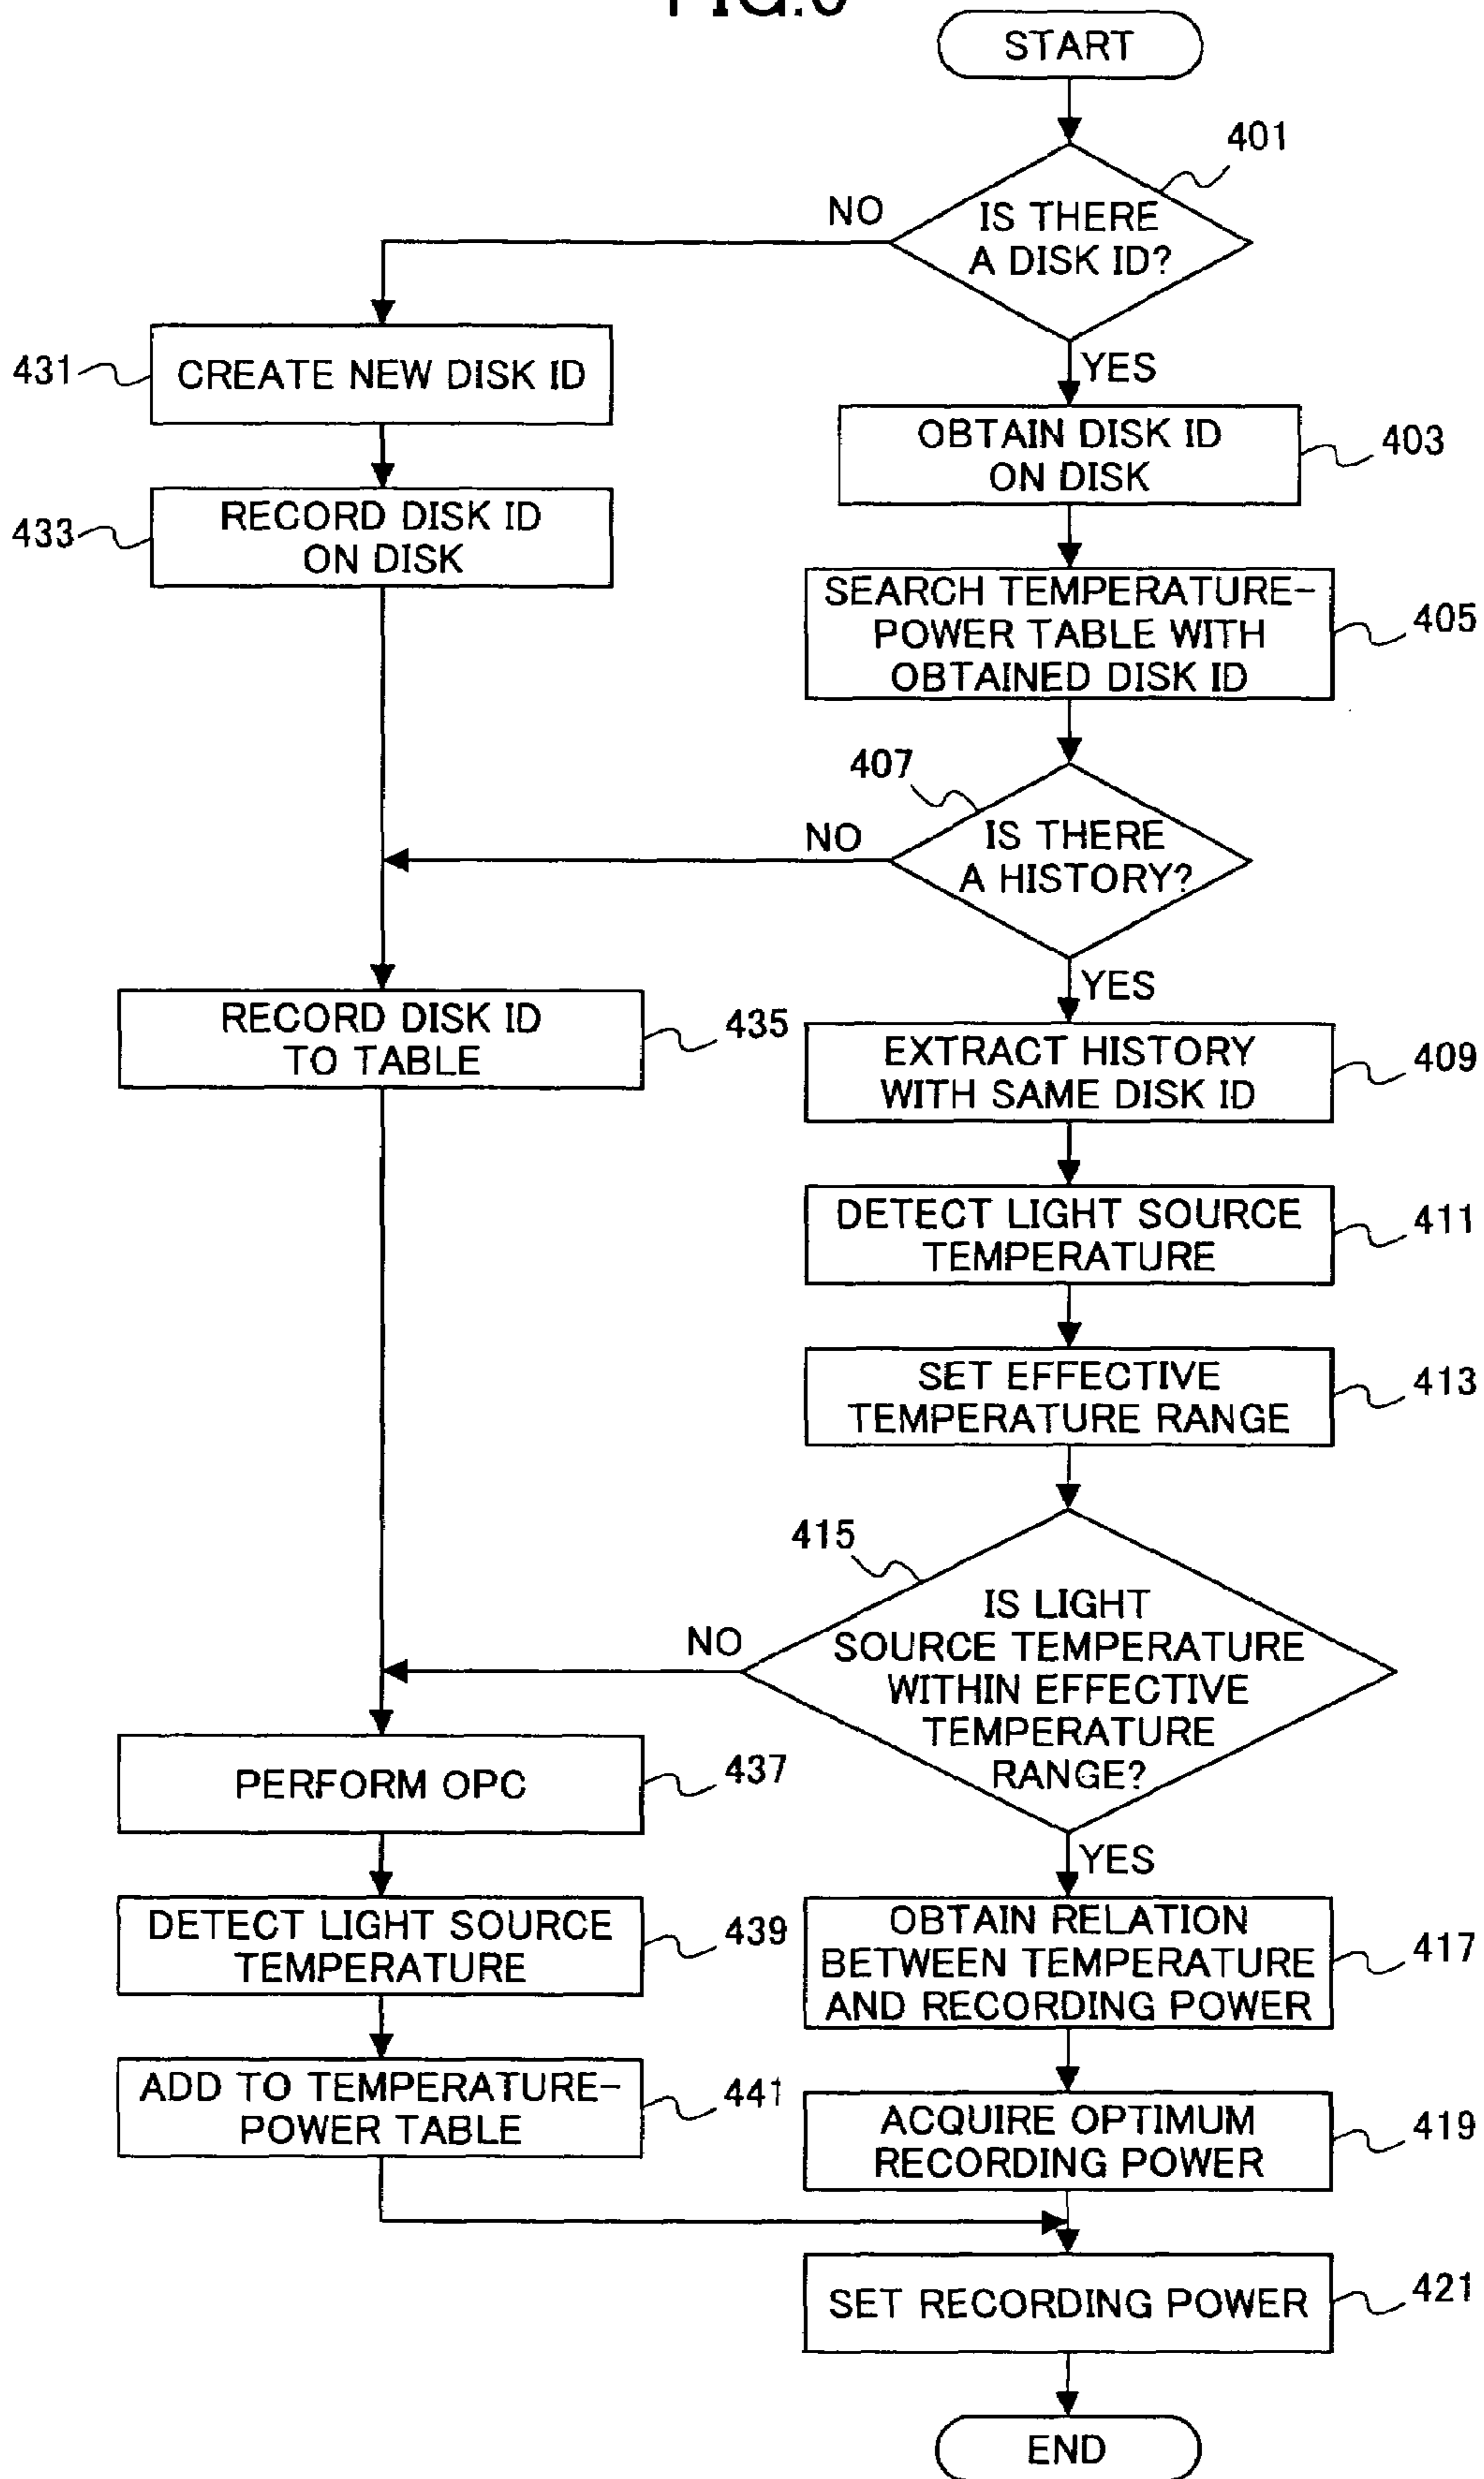 START
401
IS THERE
A DISK ID?
NO
YES
431
CREATE NEW DISK ID
OBTAIN DISK ID
ON DISK
403
433
RECORD DISK ID
ON DISK
SEARCH TEMPERATURE-
POWER TABLE WITH
OBTAINED DISK ID
405
407
IS THERE
A HISTORY?
NO
YES
RECORD DISK ID
TO TABLE
435
EXTRACT HISTORY
WITH SAME DISK ID
409
DETECT LIGHT SOURCE
TEMPERATURE
411
SET EFFECTIVE
TEMPERATURE RANGE
413
415
IS LIGHT
SOURCE TEMPERATURE
WITHIN EFFECTIVE
TEMPERATURE
RANGE?
NO
YES
PERFORM OPC
437
DETECT LIGHT SOURCE
TEMPERATURE
439
OBTAIN RELATION
BETWEEN TEMPERATURE
AND RECORDING POWER
417
ADD TO TEMPERATURE-
POWER TABLE
441
ACQUIRE OPTIMUM
RECORDING POWER
419
SET RECORDING POWER
421
END